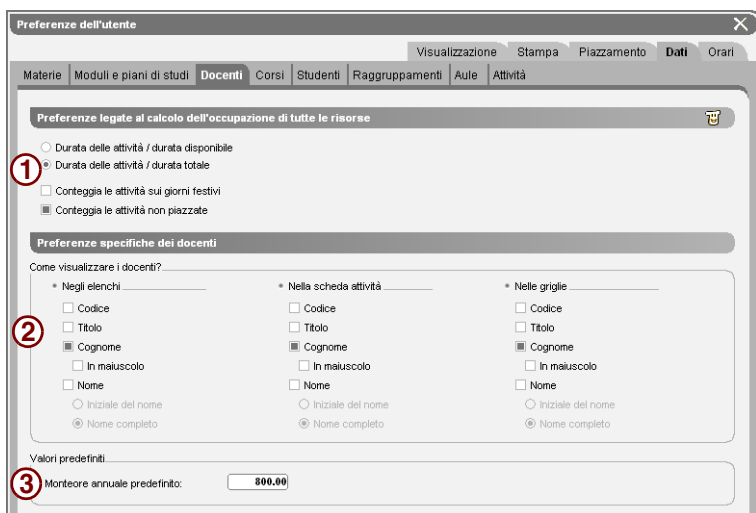 Preferenze dell'utente
Visualizzazione Stampa Piazzamento Dati Orari
Materie Moduli e piani di studi Docenti Corsi Studenti Raggruppamenti Aule Attività
Preferenze legate al calcolo dell'occupazione di tutte le risorse
Durata delle attività / durata disponibile
1 Durata delle attività / durata totale
Conteggia le attività sui giorni festivi
Conteggia le attività non piazzate
Preferenze specifiche dei docenti
Come visualizzare i docenti?
Negli elenchi Nella scheda attività Nelle griglie
Codice Codice Codice
Titolo Titolo Titolo
2 Cognome Cognome Cognome
In maiuscolo In maiuscolo In maiuscolo
Nome Nome Nome
Iniziale del nome Iniziale del nome Iniziale del nome
Nome completo Nome completo Nome completo
Valori predefiniti
3 Monteore annuale predefinito: 800.00